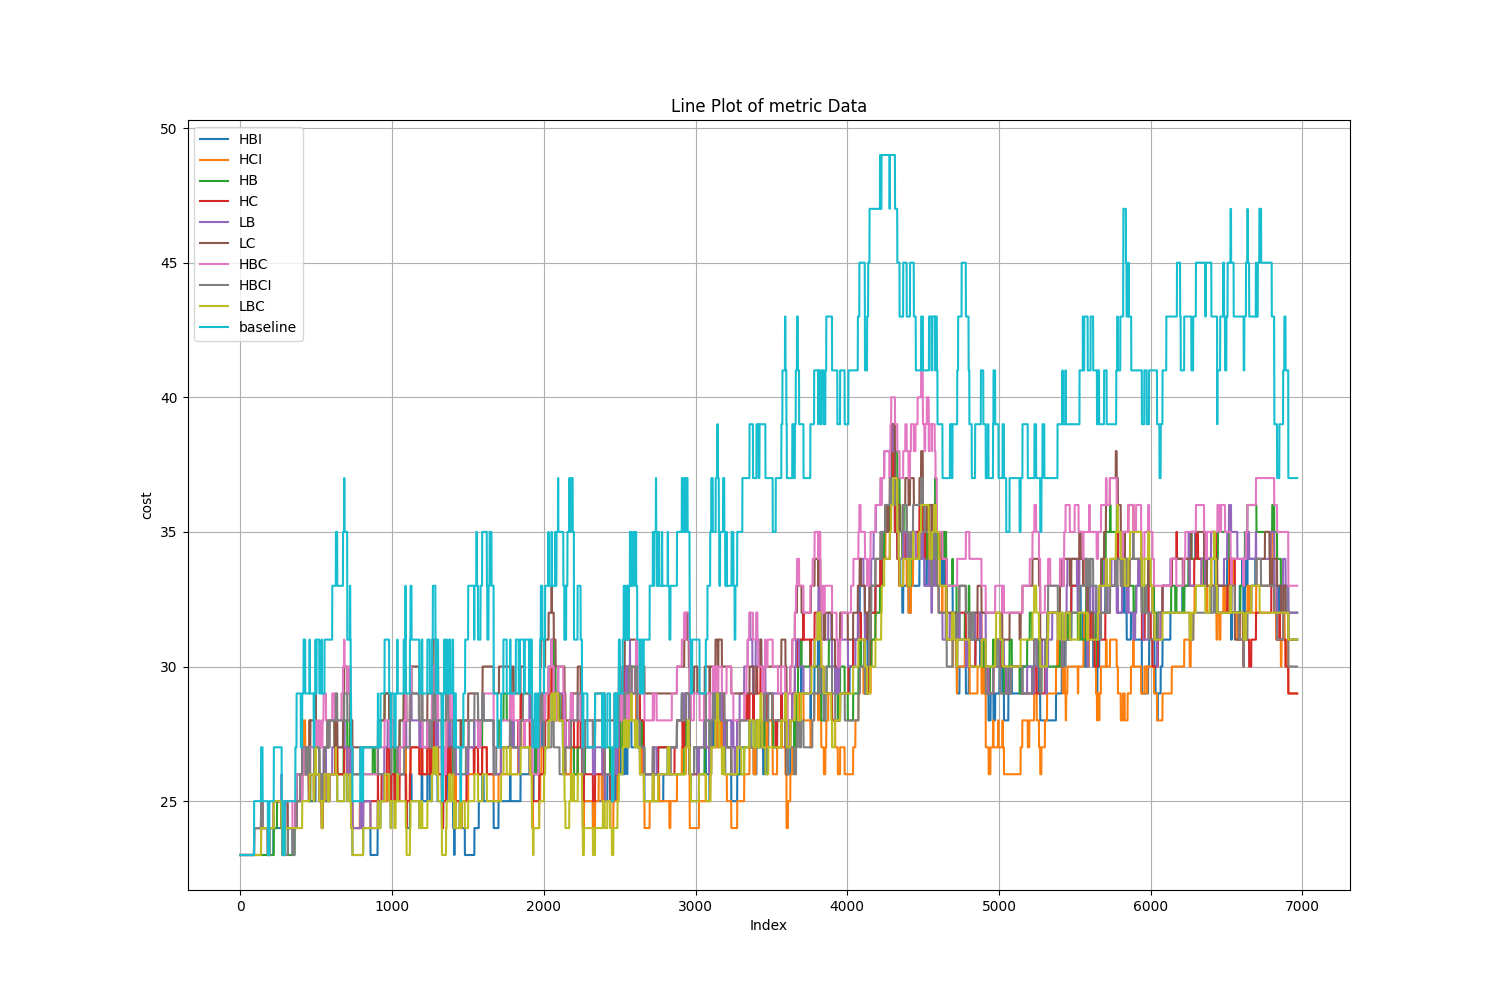 Line Plot of metric Data
50
45
40
35
30
25
cost
HBI
HCI
HB
HC
LB
LC
HBC
HBCI
LBC
baseline
0 1000 2000 3000 4000 5000 6000 7000
Index